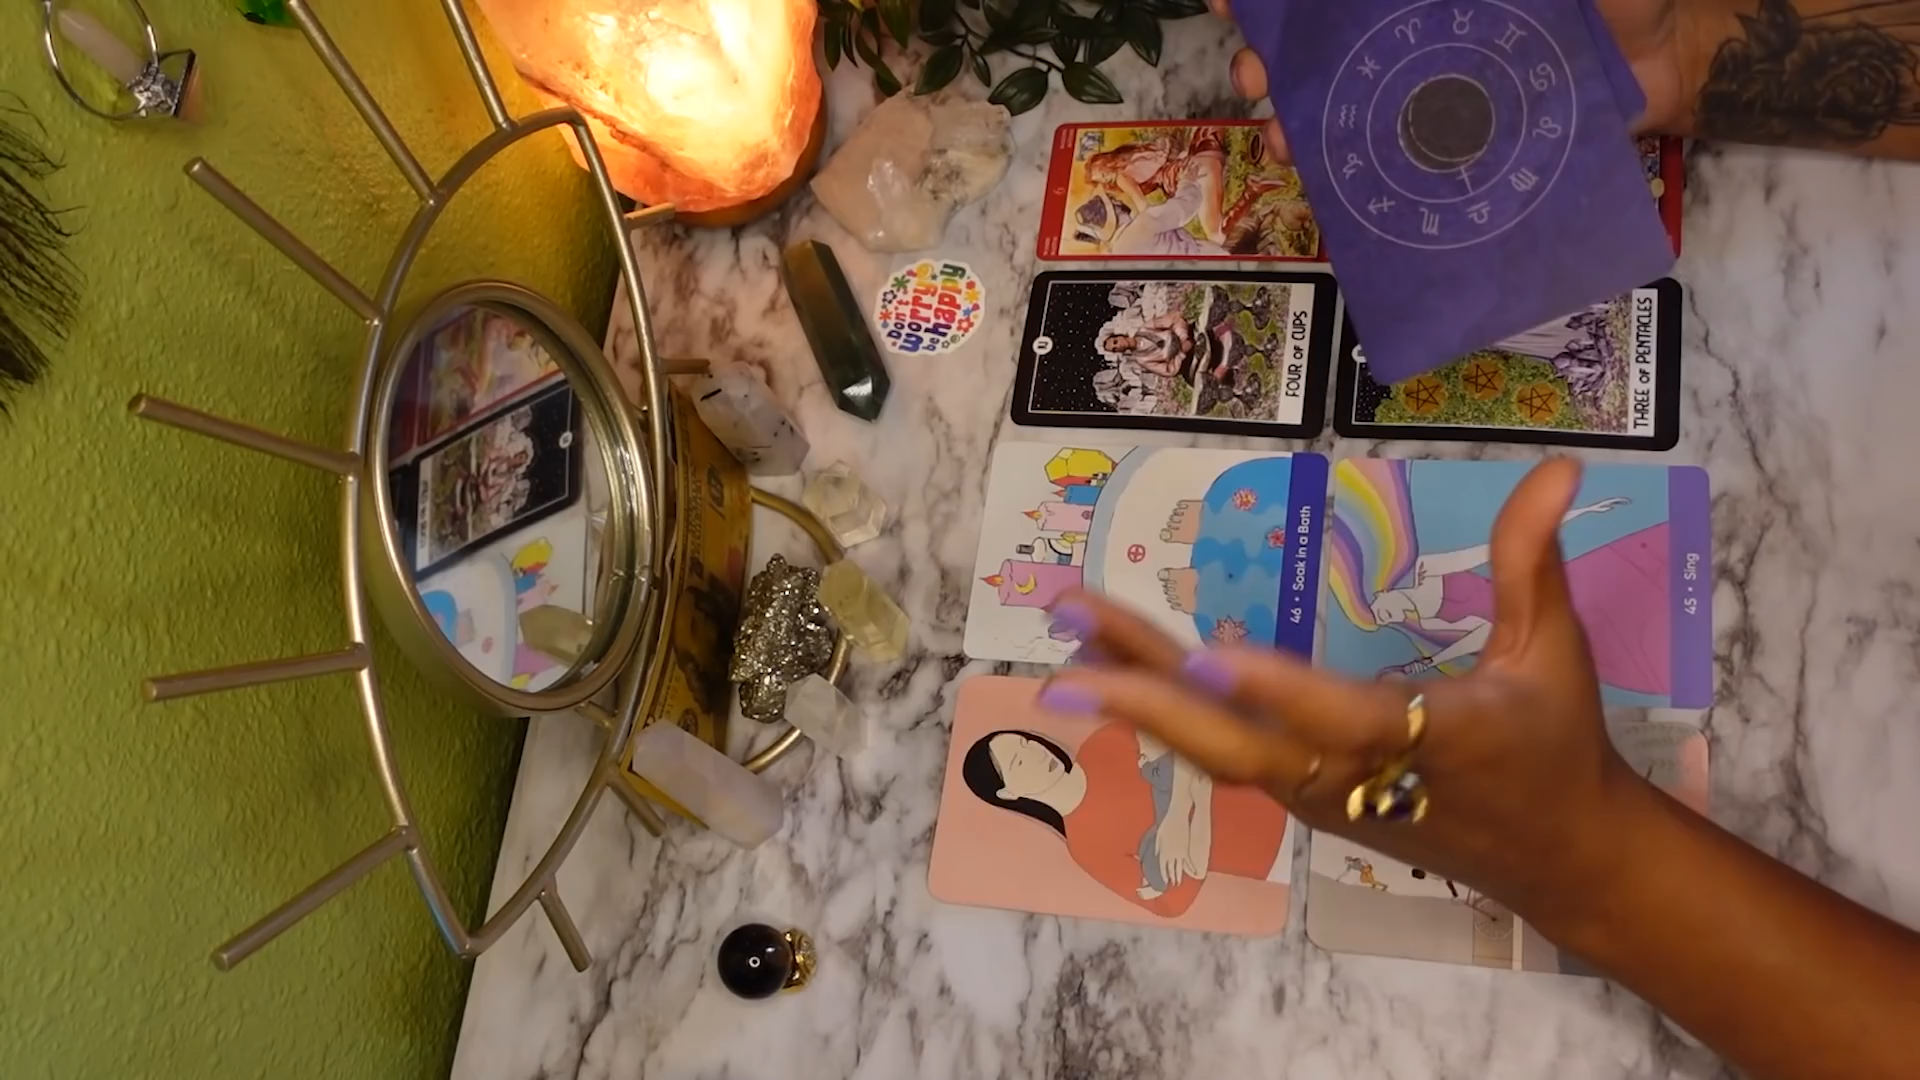 Don't
worry
be
happy
FOUR OF CUPS
THREE OF PENTACLES
46 • Soak in a Bath
45 • Sing